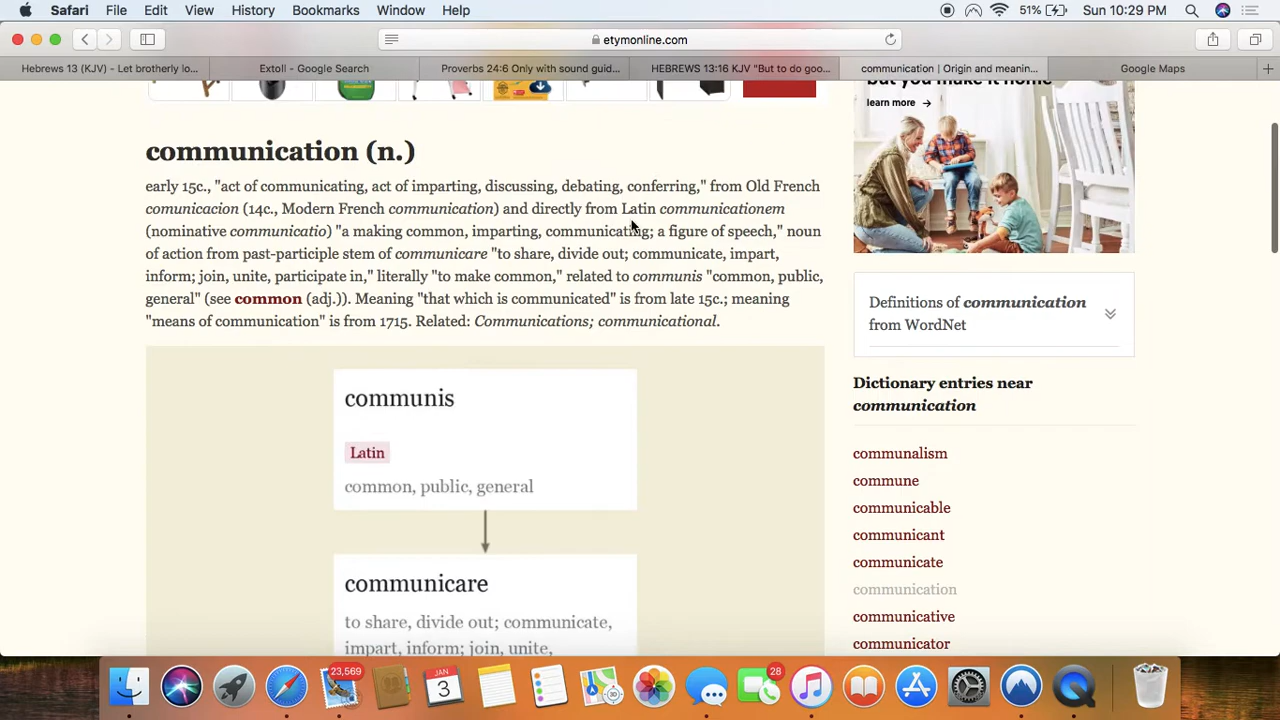 Safari File Edit View History Bookmarks Window Help 51% Sun 10:29 PM
etymonline.com
Hebrews 13 (KJV) - Let brotherly lo... Extoll - Google Search Proverbs 24:6 Only with sound guid... HEBREWS 13:16 KJV "But to do goo... communication | Origin and meanin... Google Maps
but you make it home.
learn more →
communication (n.)
early 15c., "act of communicating, act of imparting, discussing, debating, conferring," from Old French
comunicacion (14c., Modern French communication) and directly from Latin communicationem
(nominative communicatio) "a making common, imparting, communicating; a figure of speech," noun
of action from past-participle stem of communicare "to share, divide out; communicate, impart,
inform; join, unite, participate in," literally "to make common," related to communis "common, public,
general" (see common (adj.)). Meaning "that which is communicated" is from late 15c.; meaning
"means of communication" is from 1715. Related: Communications; communicational.
communis
Latin
common, public, general
communicare
to share, divide out; communicate,
impart, inform; join, unite,
Definitions of communication
from WordNet
Dictionary entries near
communication
communalism
commune
communicable
communicant
communicate
communication
communicative
communicator
23,569
JAN
3
28